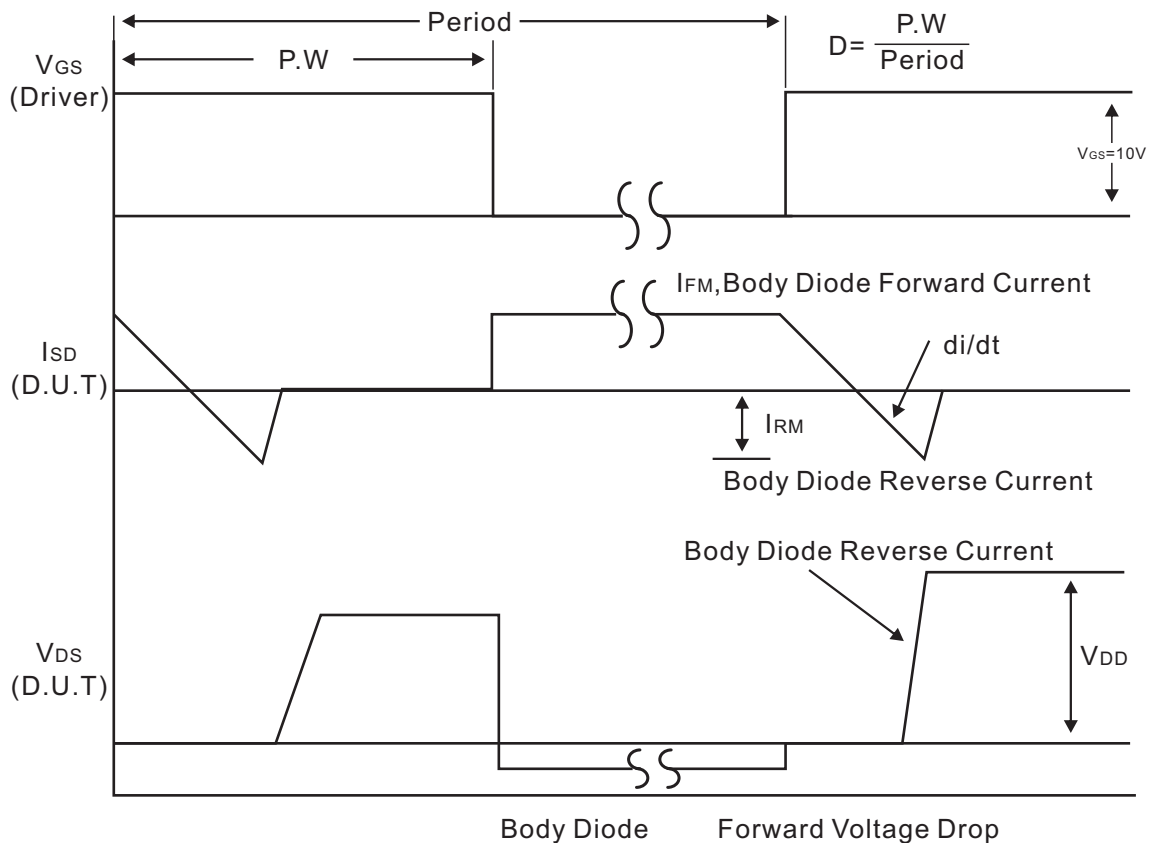 Period
P.W
D= P.W
Period
VGS
(Driver)
VGS=10V
IFM,Body Diode Forward Current
ISD
(D.U.T)
di/dt
IRM
Body Diode Reverse Current
Body Diode Reverse Current
VDS
(D.U.T)
VDD
Body Diode Forward Voltage Drop